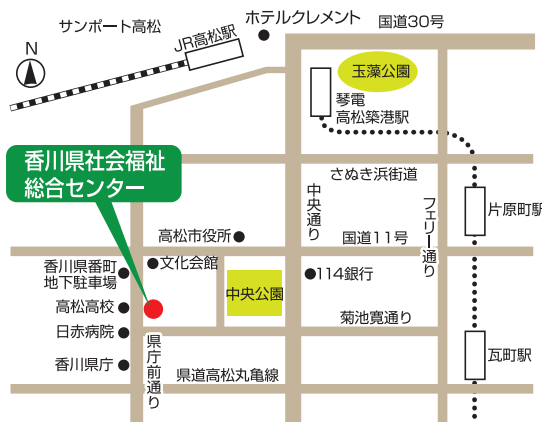 ホテルクレメント
国道30号
サンポート高松
JR高松駅
N
玉藻公園
琴電
高松築港駅
香川県社会福祉
総合センター
さぬき浜街道
中央通り
フェリー通り
片原町駅
高松市役所
国道11号
文化会館
香川県番町
地下駐車場
114銀行
中央公園
高松高校
菊池寛通り
日赤病院
瓦町駅
香川県庁
県庁前通り
県道高松丸亀線